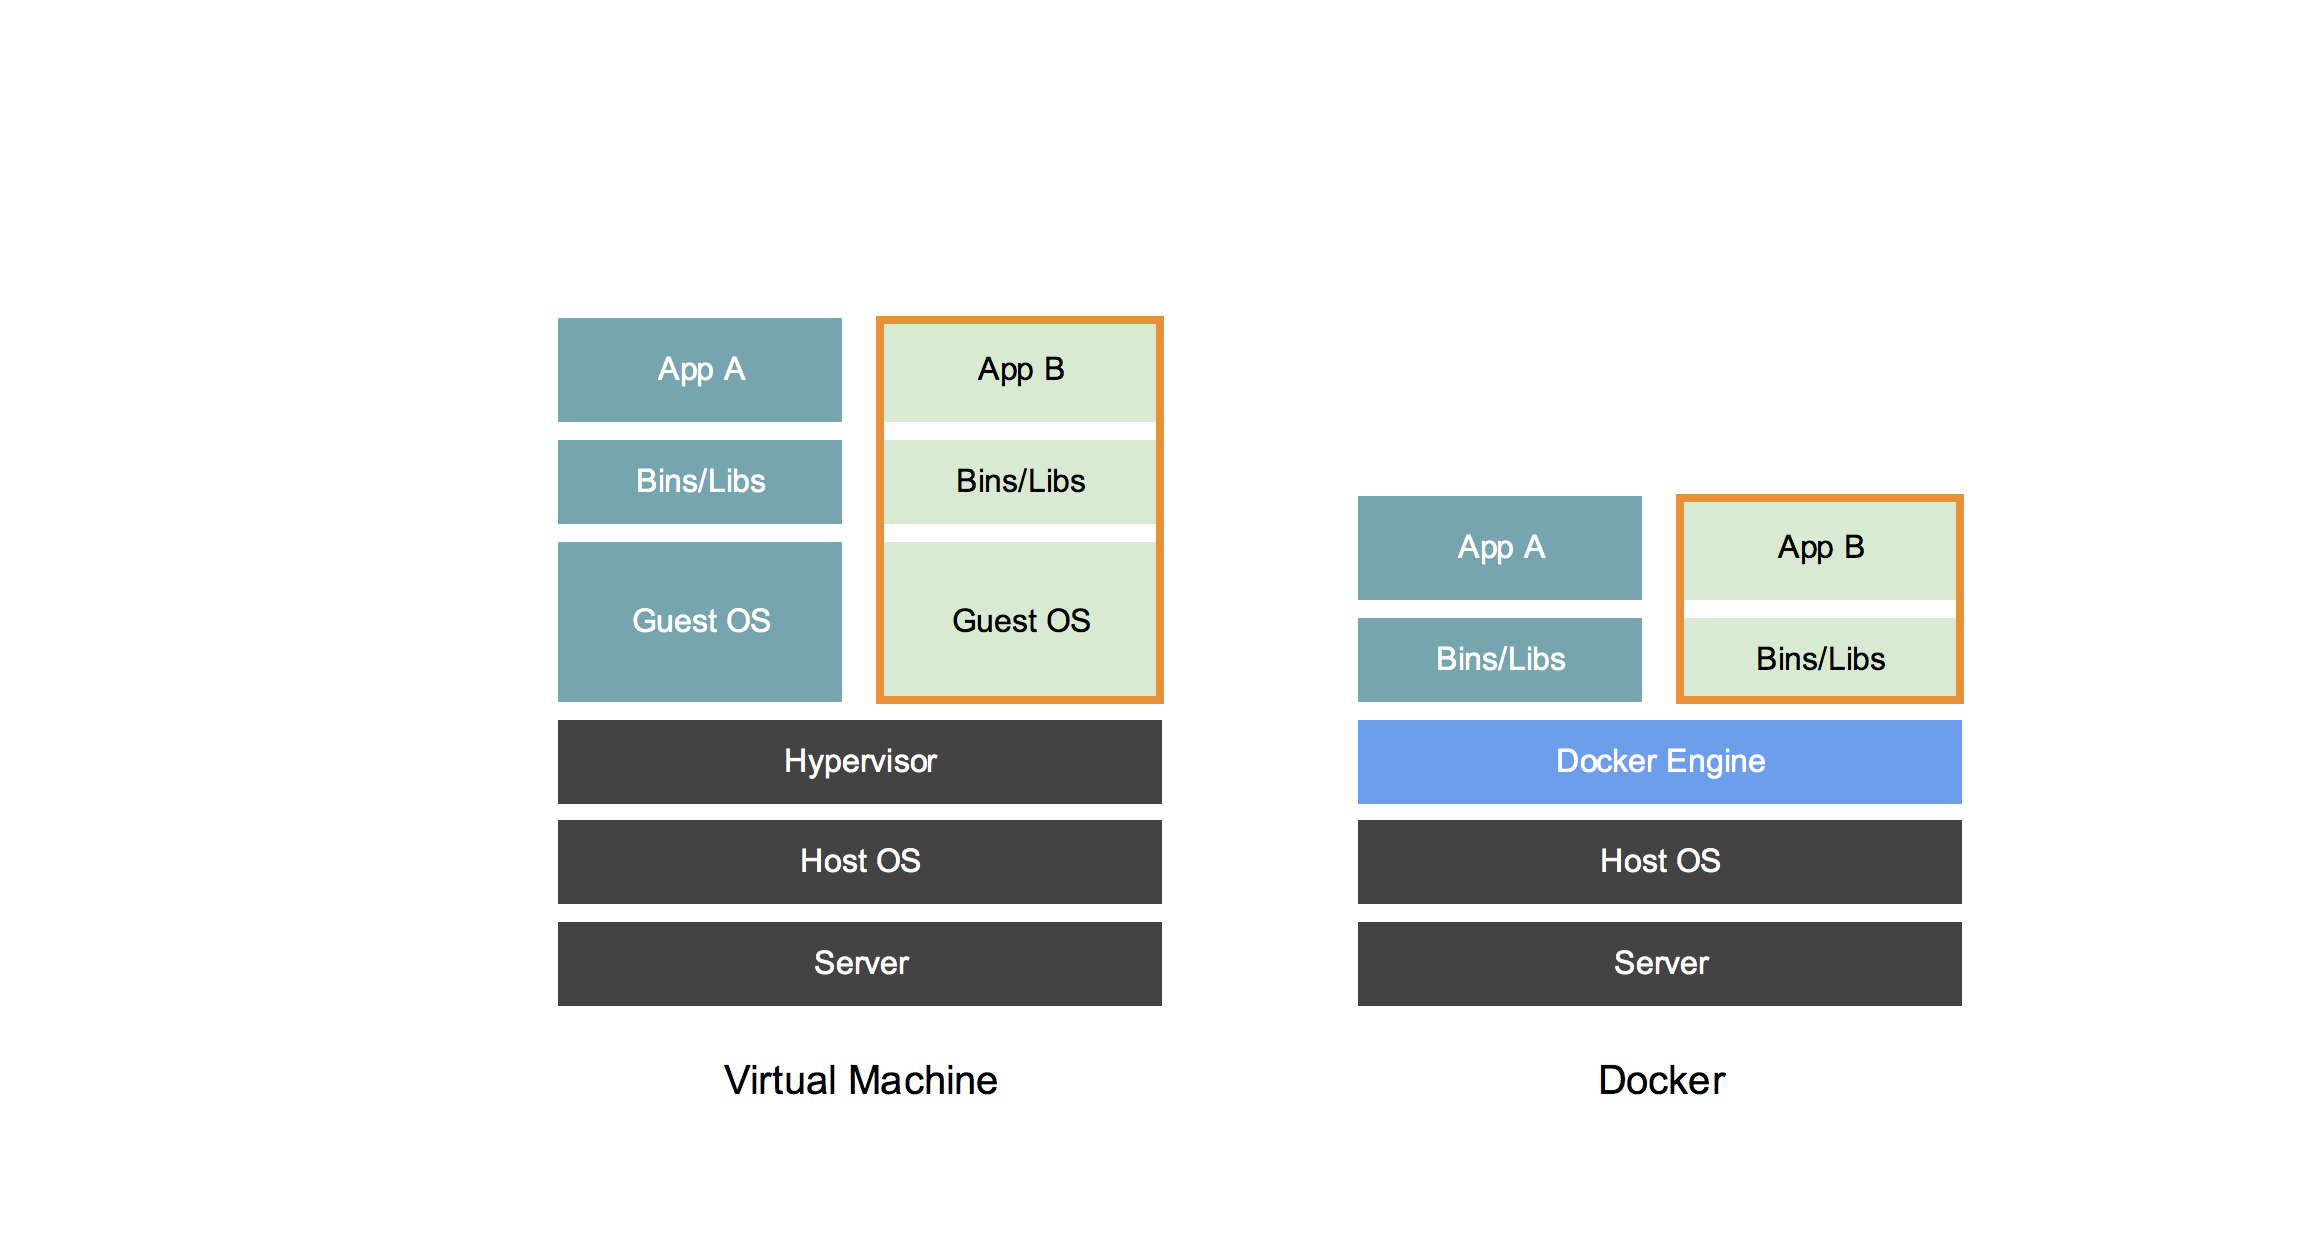 App A
App B
Bins/Libs
Bins/Libs
Guest OS
Guest OS
Hypervisor
Host OS
Server
Virtual Machine
App A
App B
Bins/Libs
Bins/Libs
Docker Engine
Host OS
Server
Docker